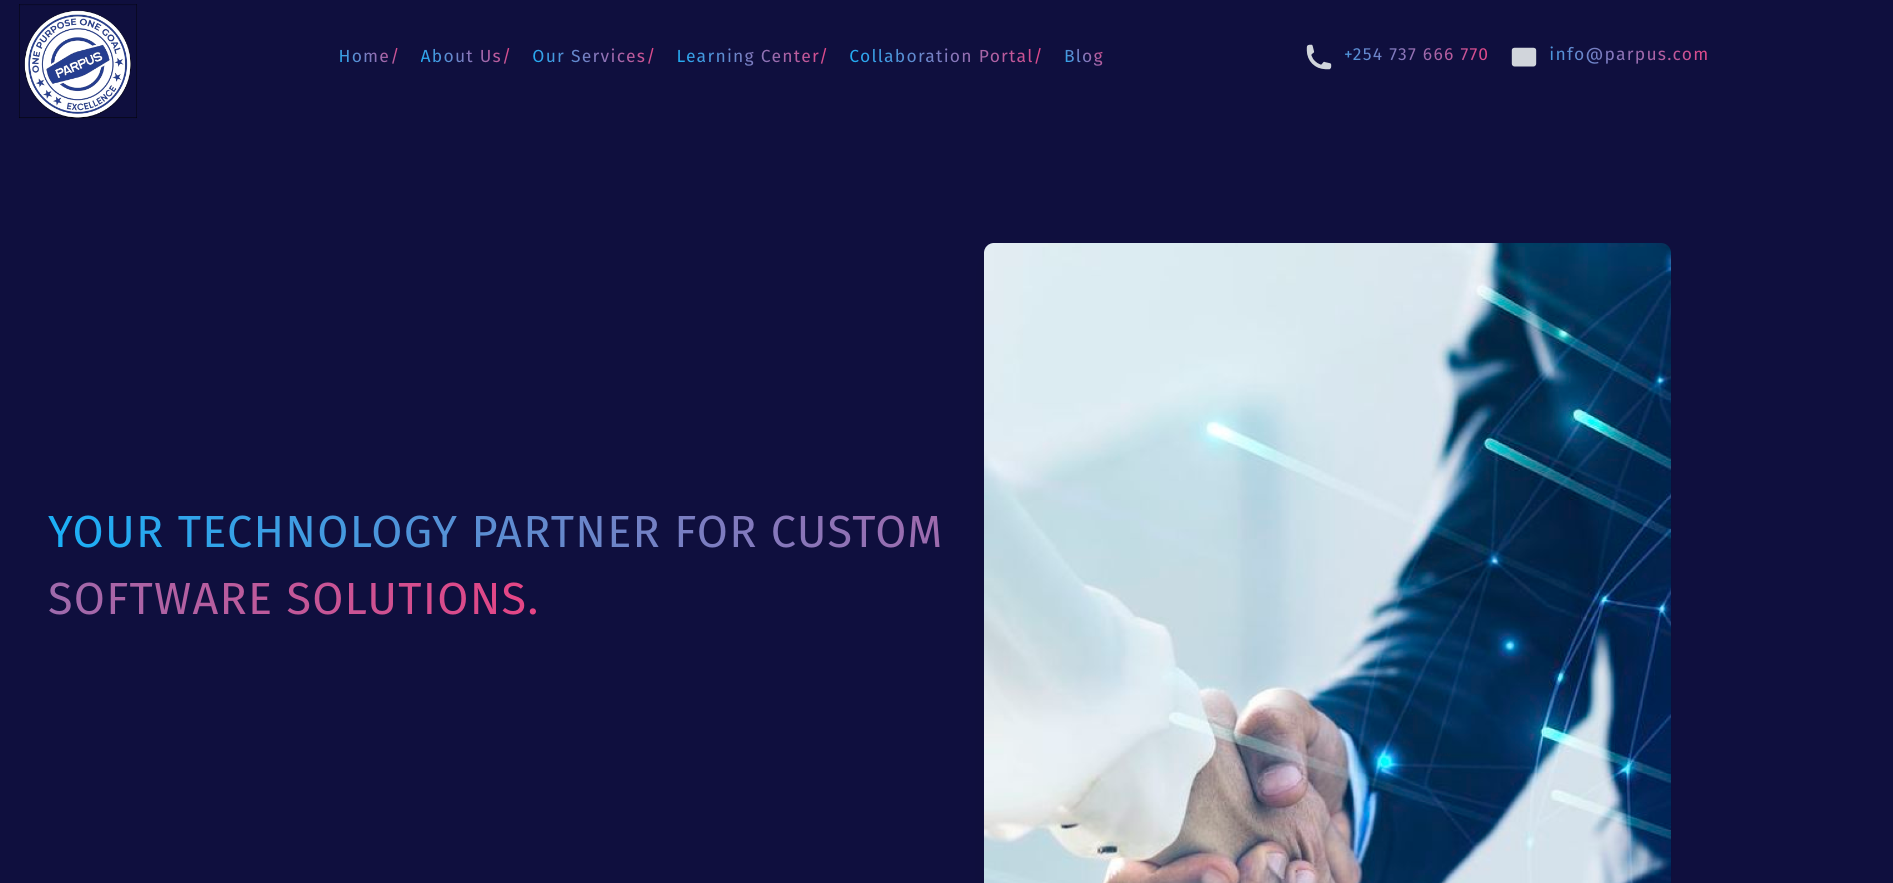 ONE PURPOSE ONE GOAL
PARPUS
EXCELLENCE
Home/ About Us/ Our Services/ Learning Center/ Collaboration Portal/ Blog
+254 737 666 770 info@parpus.com
YOUR TECHNOLOGY PARTNER FOR CUSTOM
SOFTWARE SOLUTIONS.